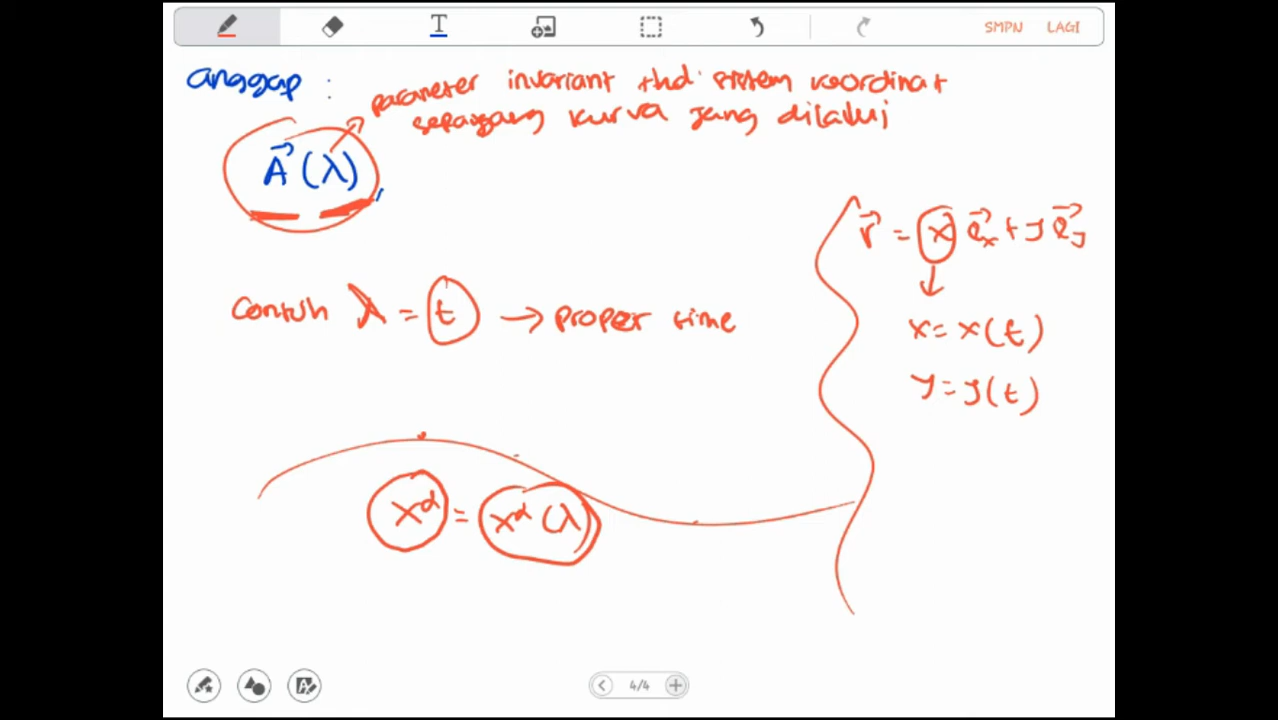 SMPN LAGI
anggap :
parameter invariant thd. sistem koordinat
sepanjang kurva yang dilalui
A⃗ (λ)
r⃗ = x e⃗x + y e⃗y
contoh λ = t → proper time
x = x(t)
y = y(t)
x^α = x^α (λ)
4/4